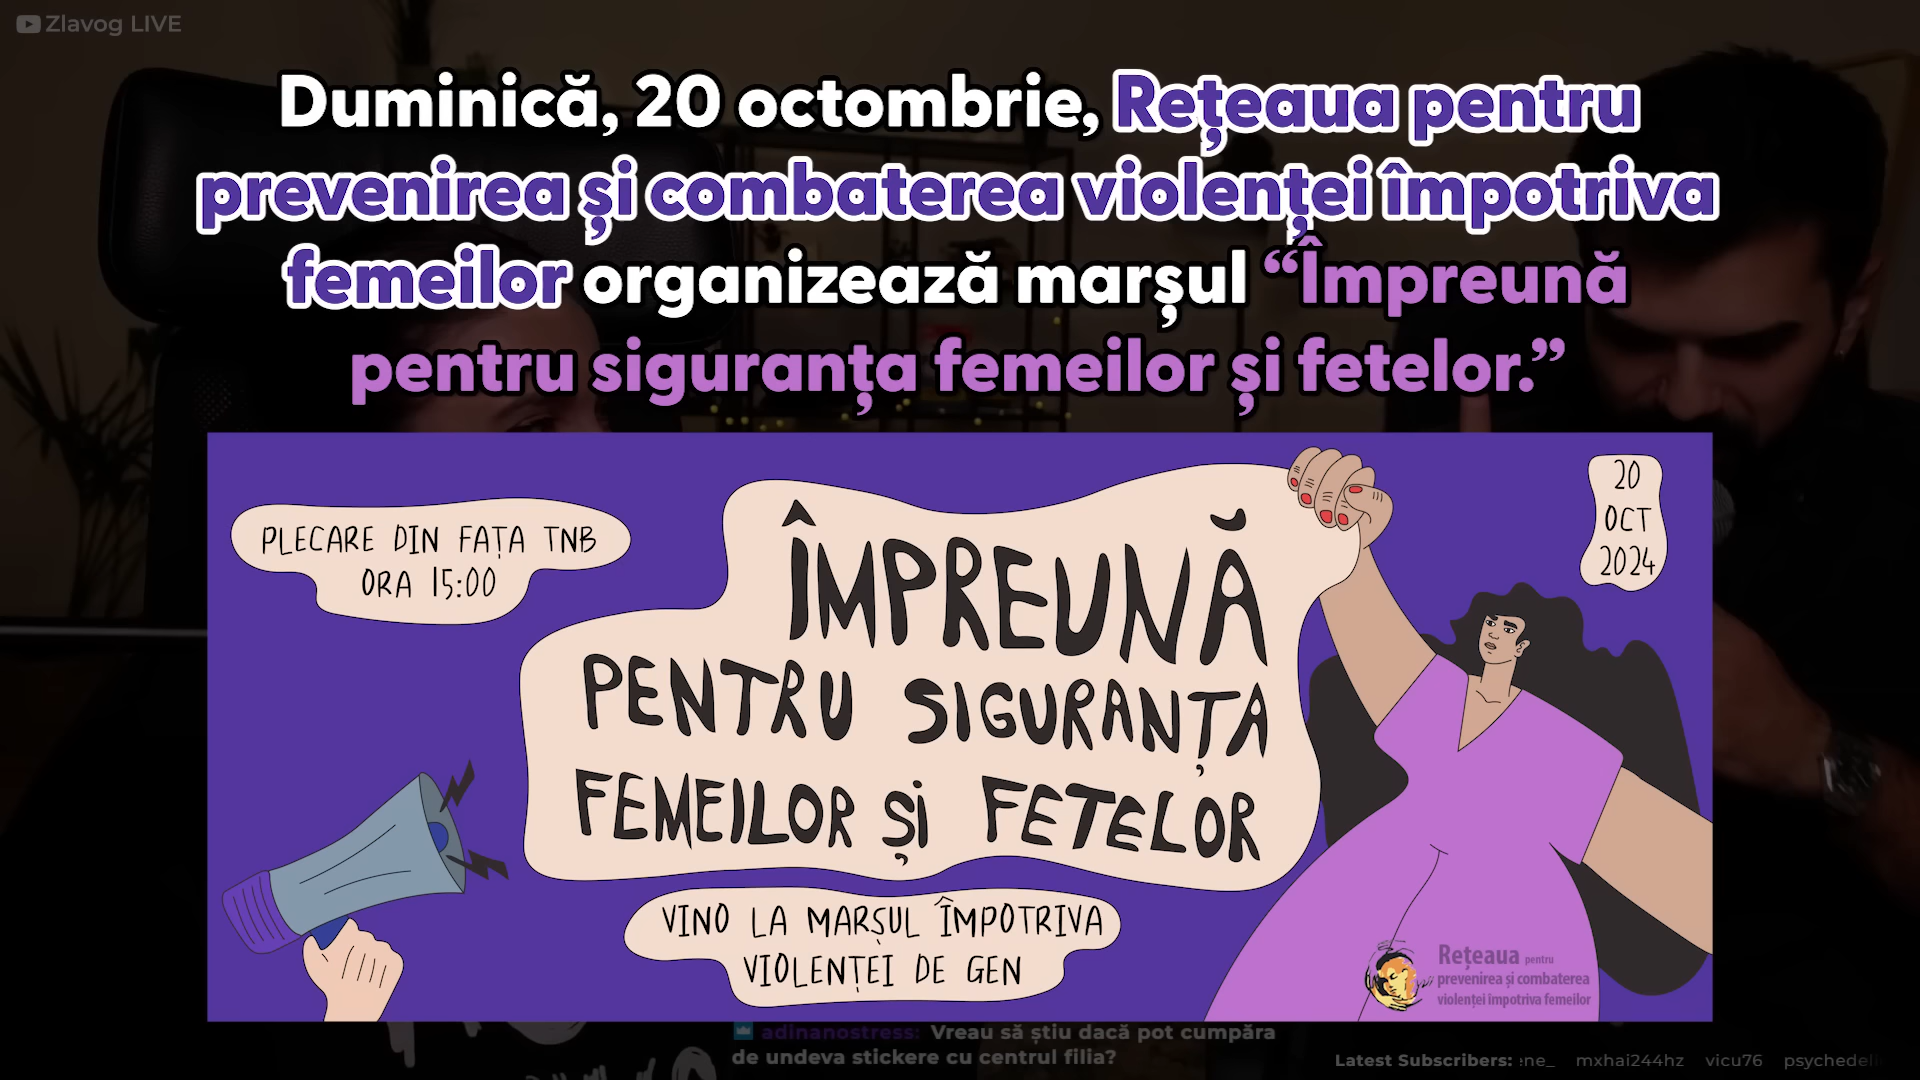 Zlavog LIVE
Duminică, 20 octombrie, Rețeaua pentru
prevenirea și combaterea violenței împotriva
femeilor organizează marșul “Împreună
pentru siguranța femeilor și fetelor.”
PLECARE DIN FAȚA TNB
ORA 15:00
20
OCT
2024
ÎMPREUNĂ
PENTRU SIGURANȚA
FEMEILOR ȘI FETELOR
VINO LA MARȘUL ÎMPOTRIVA
VIOLENȚEI DE GEN
Rețeaua pentru
prevenirea și combaterea
violenței împotriva femeilor
adinanostress: Vreau să știu dacă pot cumpăra
de undeva stickere cu centrul filia?
Latest Subscribers: ene_ mxhai244hz vicu76 psychedeli